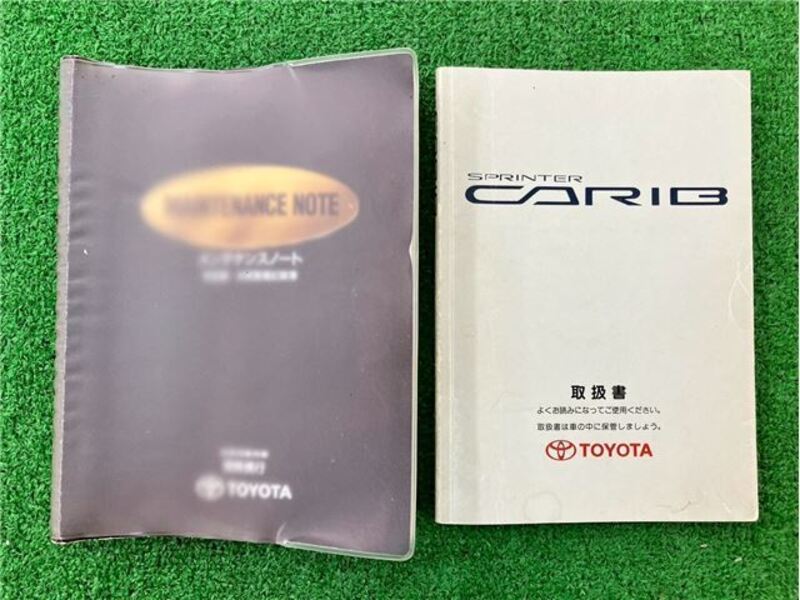 MAINTENANCE NOTE
メンテナンスノート
TOYOTA
SPRINTER
CARIB
取扱書
よくお読みになってご使用ください。
取扱書は車の中に保管しましょう。
TOYOTA